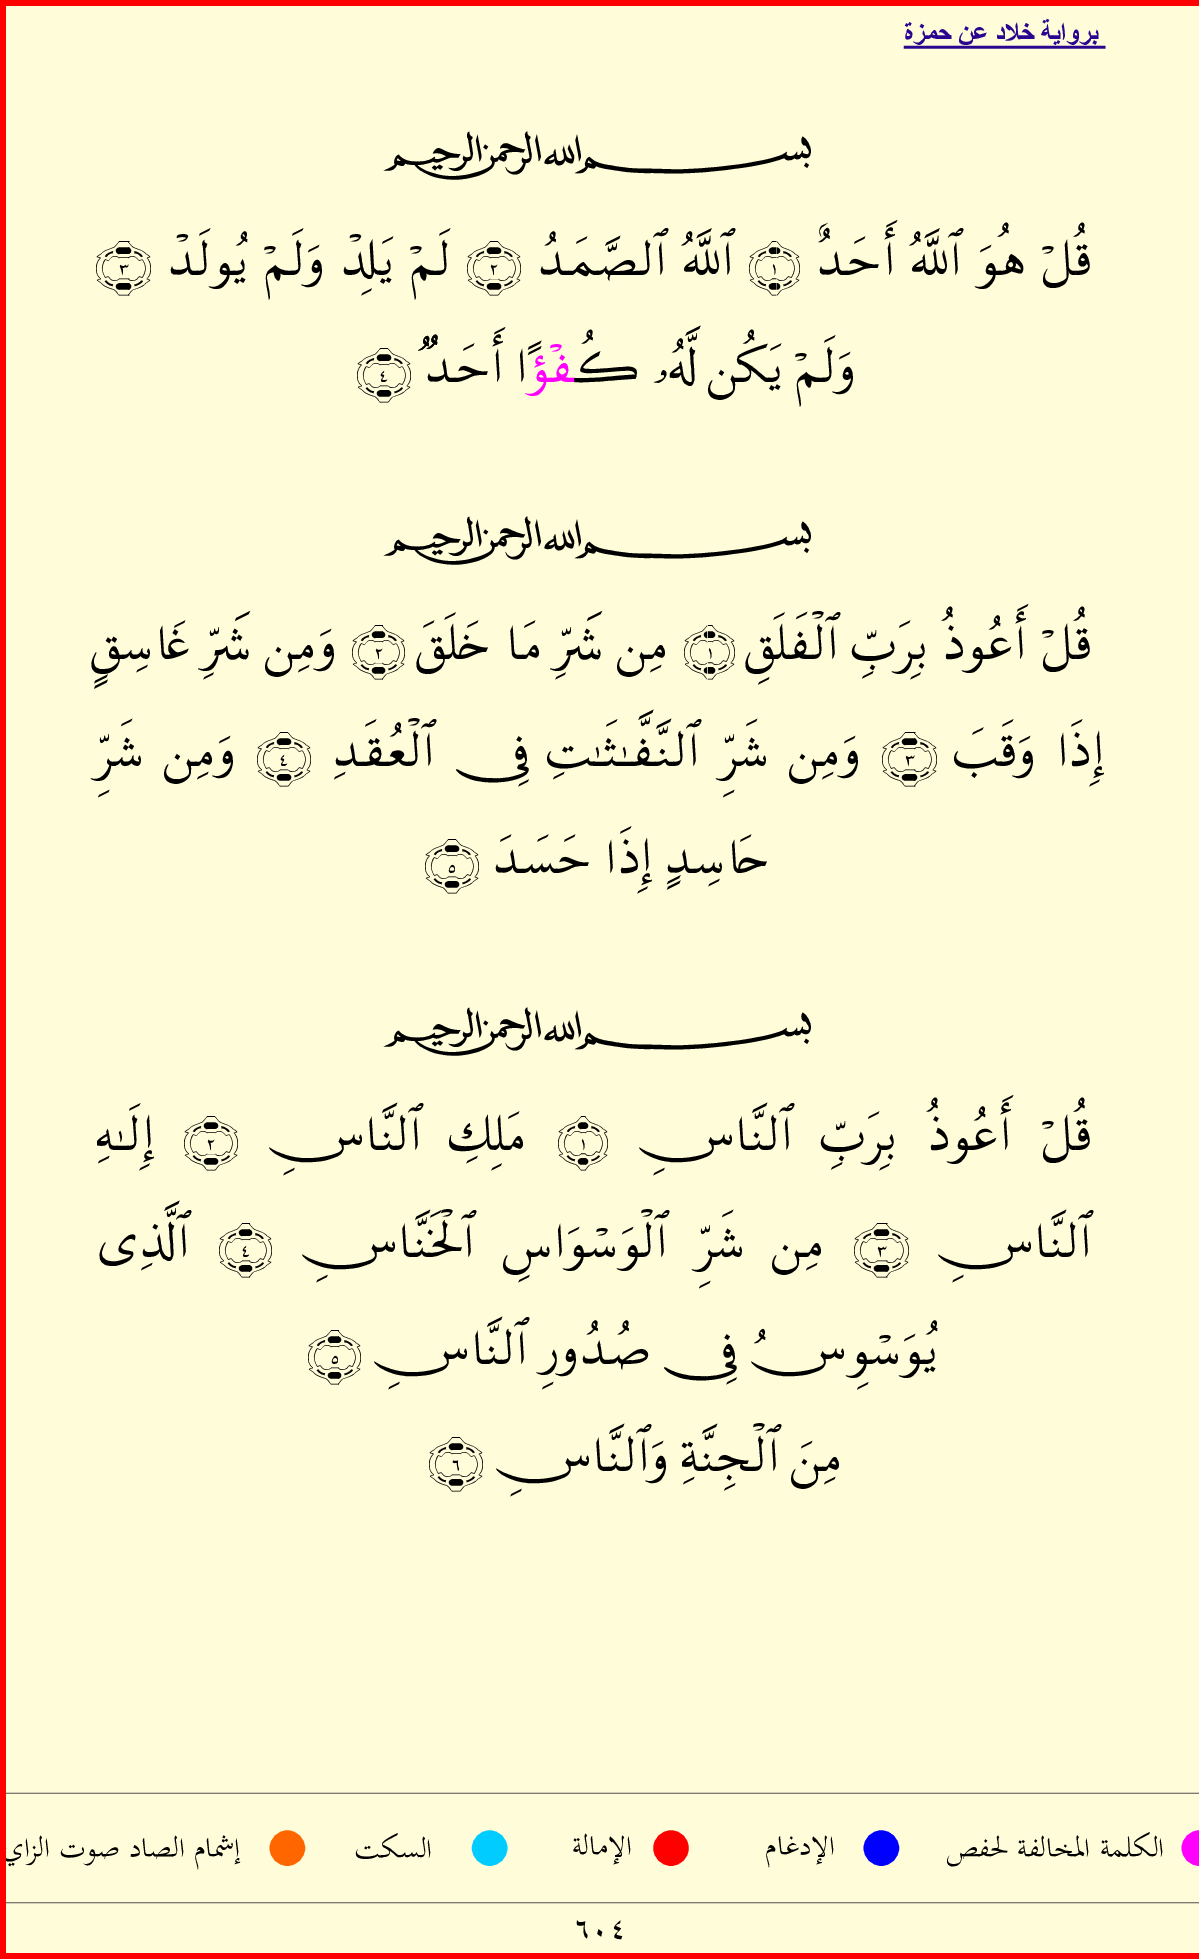 برواية خلاد عن حمزة
بسم الله الرحمن الرحيم
قُلۡ هُوَ ٱللَّهُ أَحَدٌ ١ ٱللَّهُ ٱلصَّمَدُ ٢ لَمۡ يَلِدۡ وَلَمۡ يُولَدۡ ٣
وَلَمۡ يَكُن لَّهُۥ كُفۡؤًا أَحَدٌ ٤
بسم الله الرحمن الرحيم
قُلۡ أَعُوذُ بِرَبِّ ٱلۡفَلَقِ ١ مِن شَرِّ مَا خَلَقَ ٢ وَمِن شَرِّ غَاسِقٍ
إِذَا وَقَبَ ٣ وَمِن شَرِّ ٱلنَّفَّـٰثَـٰتِ فِى ٱلۡعُقَدِ ٤ وَمِن شَرِّ
حَاسِدٍ إِذَا حَسَدَ ٥
بسم الله الرحمن الرحيم
قُلۡ أَعُوذُ بِرَبِّ ٱلنَّاسِ ١ مَلِكِ ٱلنَّاسِ ٢ إِلَـٰهِ
ٱلنَّاسِ ٣ مِن شَرِّ ٱلۡوَسۡوَاسِ ٱلۡخَنَّاسِ ٤ ٱلَّذِى
يُوَسۡوِسُ فِى صُدُورِ ٱلنَّاسِ ٥
مِنَ ٱلۡجِنَّةِ وَٱلنَّاسِ ٦
الكلمة المخالفة لحفص الإدغام الإمالة السكت إشمام الصاد صوت الزاي
٦٠٤